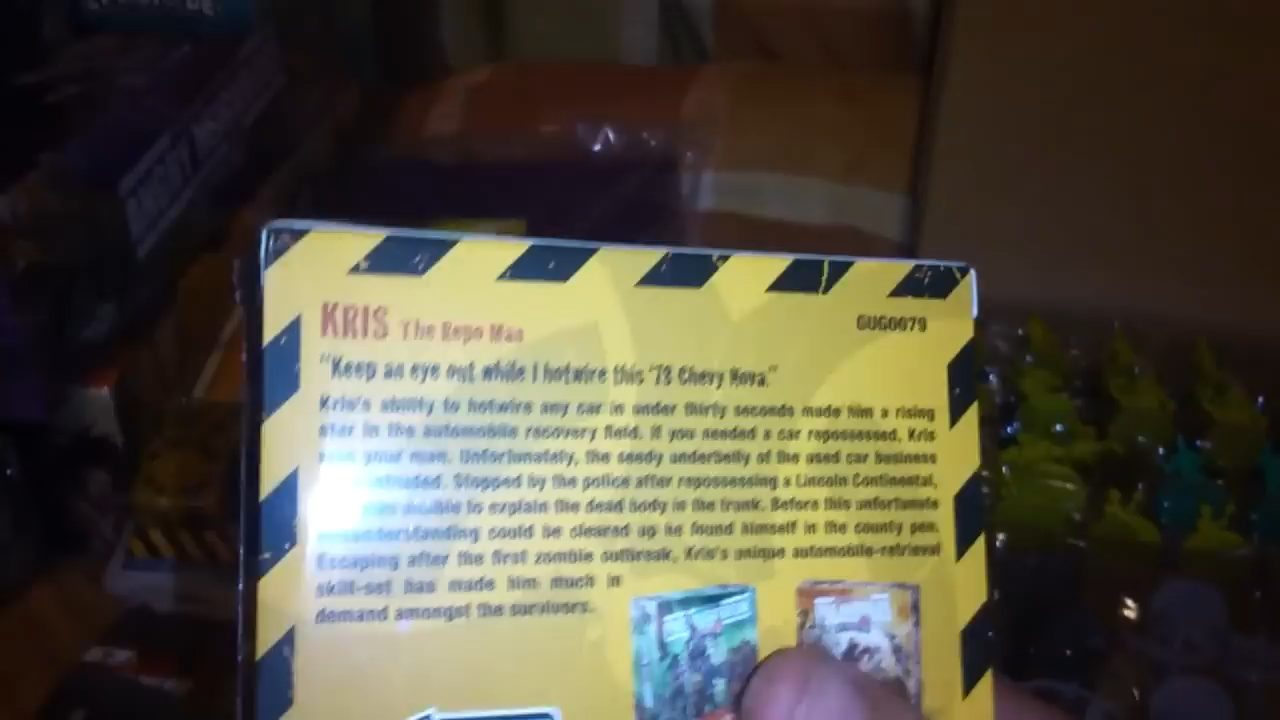 ANGRY
KRIS The Repo Man
GUG0079
"Keep an eye out while I hotwire this '73 Chevy Nova."
Kris's ability to hotwire any car in under thirty seconds made him a rising
star in the automobile recovery field. If you needed a car repossessed, Kris
was your man. Unfortunately, the seedy underbelly of the used car business
intruded. Stopped by the police after repossessing a Lincoln Continental,
was unable to explain the dead body in the trunk. Before this unfortunate
misunderstanding could be cleared up he found himself in the county pen.
Escaping after the first zombie outbreak, Kris's unique automobile-retrieval
skill-set has made him much in
demand amongst the survivors.